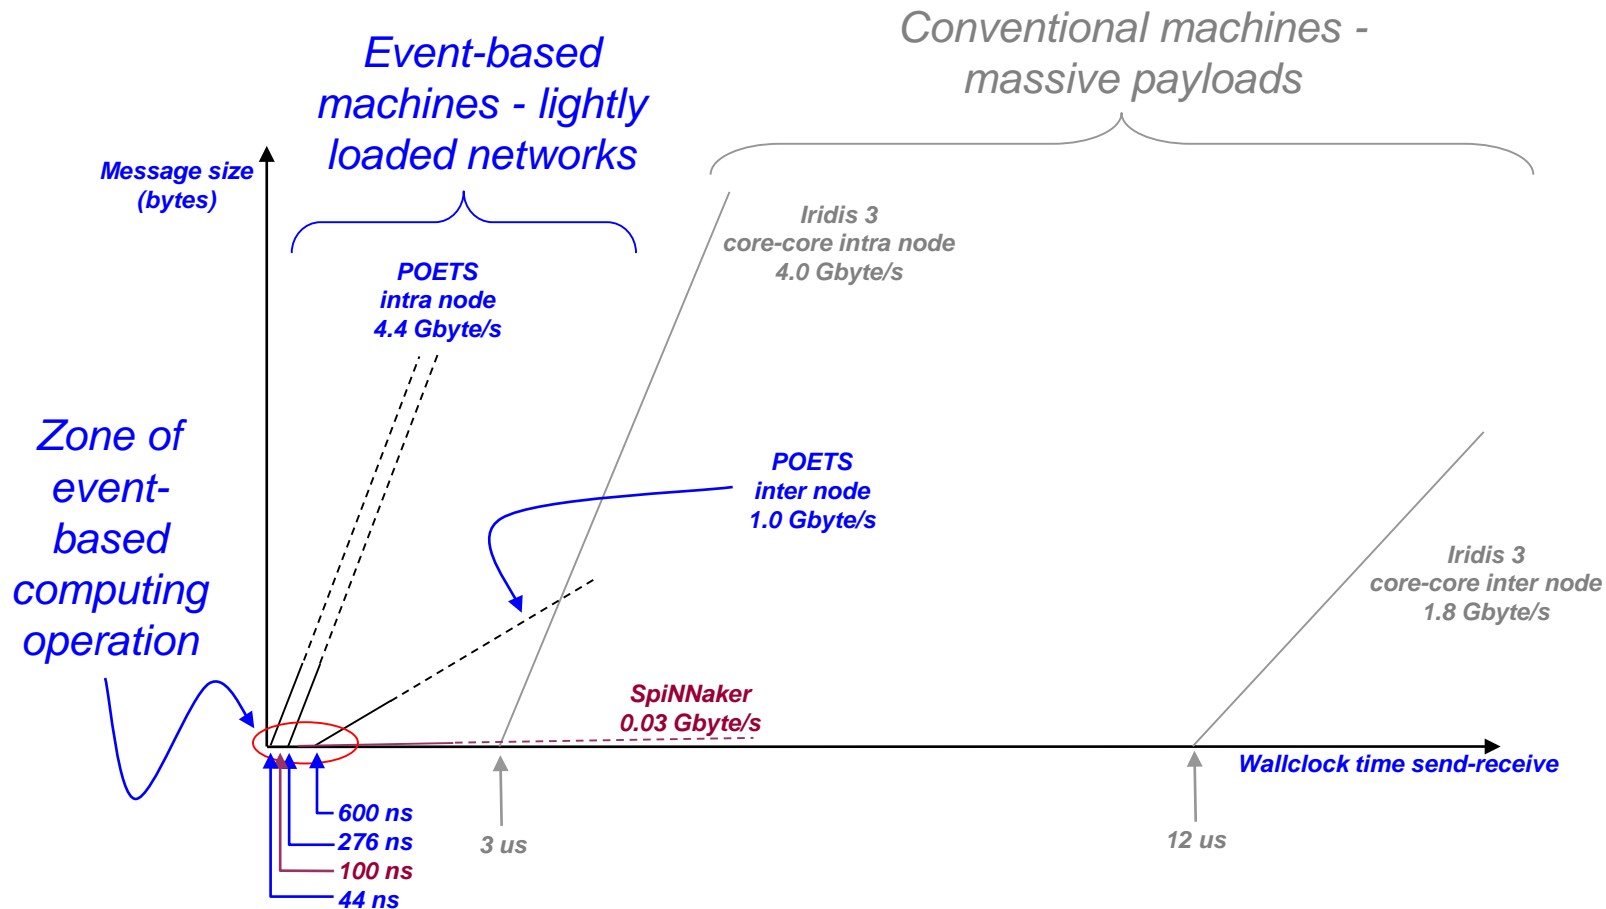 Conventional machines -
massive payloads
Event-based
machines - lightly
loaded networks
Message size
(bytes)
Iridis 3
core-core intra node
4.0 Gbyte/s
POETS
intra node
4.4 Gbyte/s
Zone of
event-
based
computing
operation
POETS
inter node
1.0 Gbyte/s
Iridis 3
core-core inter node
1.8 Gbyte/s
SpiNNaker
0.03 Gbyte/s
Wallclock time send-receive
600 ns
276 ns
100 ns
44 ns
3 us
12 us